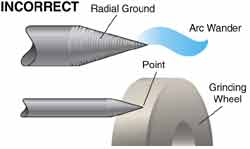 INCORRECT
Radial Ground
Arc Wander
Point
Grincing
Wheel